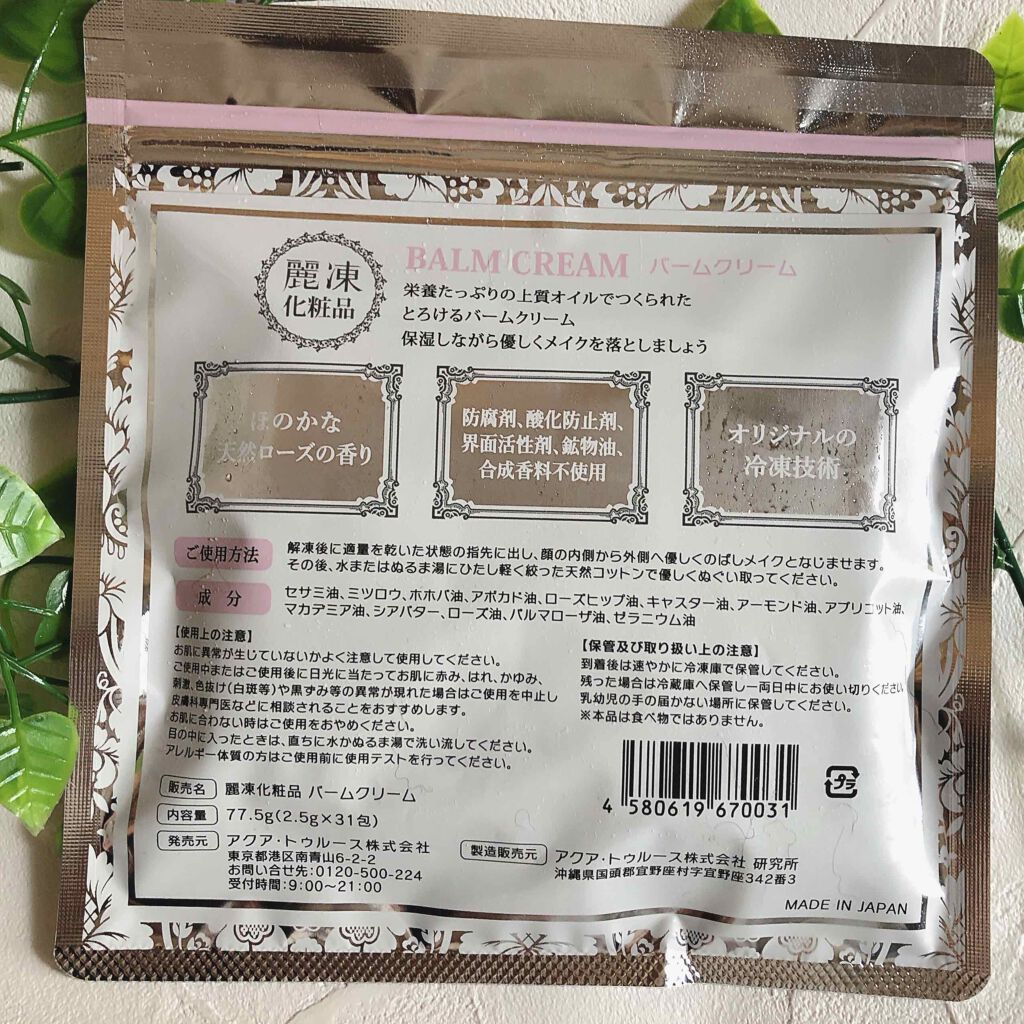 麗凍
化粧品
BALM CREAM バームクリーム
栄養たっぷりの上質オイルでつくられた
とろけるバームクリーム
保湿しながら優しくメイクを落としましょう
ほのかな
天然ローズの香り
防腐剤、酸化防止剤、
界面活性剤、鉱物油、
合成香料不使用
オリジナルの
冷凍技術
ご使用方法
解凍後に適量を乾いた状態の指先に出し、顔の内側から外側へ優しくのばしメイクとなじませます。
その後、水またはぬるま湯にひたし軽く絞った天然コットンで優しくぬぐい取ってください。
成 分
セサミ油、ミツロウ、ホホバ油、アボカド油、ローズヒップ油、キャスター油、アーモンド油、アプリコット油、
マカデミア油、シアバター、ローズ油、パルマローザ油、ゼラニウム油
【使用上の注意】
お肌に異常が生じていないかよく注意して使用してください。
ご使用中またはご使用後に日光に当たってお肌に赤み、はれ、かゆみ、
刺激、色抜け(白斑等)や黒ずみ等の異常が現れた場合はご使用を中止し
皮膚科専門医などに相談されることをおすすめします。
お肌に合わない時はご使用をおやめください。
目の中に入ったときは、直ちに水かぬるま湯で洗い流してください。
アレルギー体質の方はご使用前に使用テストを行ってください。
【保管及び取り扱い上の注意】
到着後は速やかに冷凍庫で保管してください。
残った場合は冷蔵庫へ保管し一両日中にお使い切りください
乳幼児の手の届かない場所に保管してください。
※本品は食べ物ではありません。
4 580619 670031
プラ
販売名 麗凍化粧品 バームクリーム
内容量 77.5g(2.5g×31包)
発売元 アクア・トゥルース株式会社
東京都港区南青山6-2-2
お問い合せ先:0120-500-224
受付時間:9:00〜21:00
製造販売元 アクア・トゥルース株式会社 研究所
沖縄県国頭郡宜野座村字宜野座342番3
MADE IN JAPAN